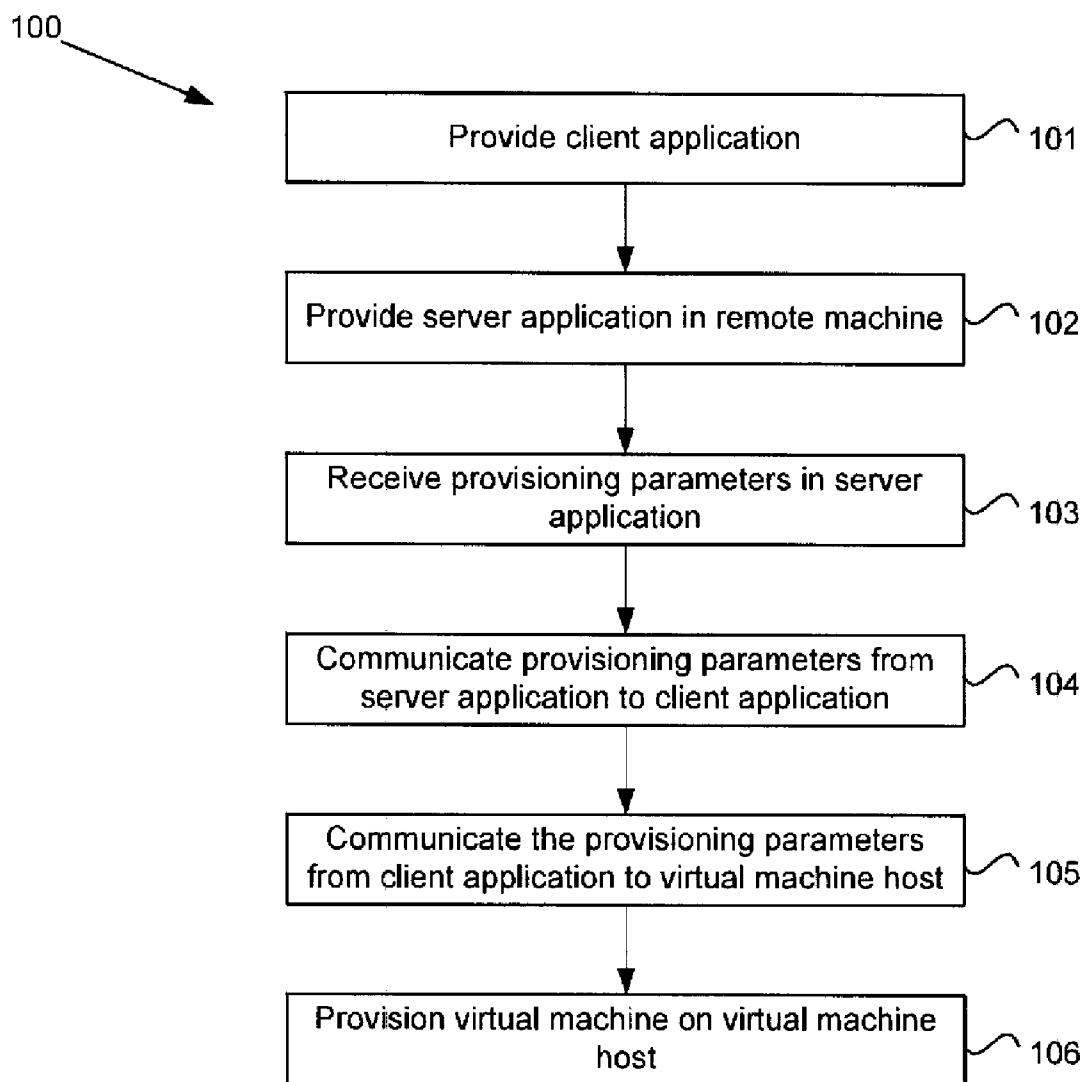 100
Provide client application
101
Provide server application in remote machine
102
Receive provisioning parameters in server
application
103
Communicate provisioning parameters from
server application to client application
104
Communicate the provisioning parameters
from client application to virtual machine host
105
Provision virtual machine on virtual machine
host
106